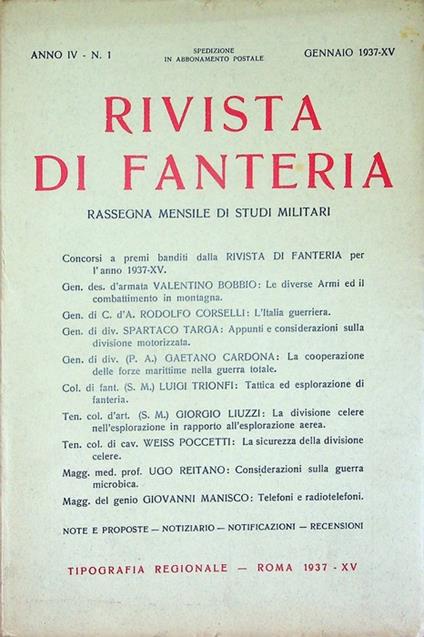 ANNO IV - N. 1
SPEDIZIONE
IN ABBONAMENTO POSTALE
GENNAIO 1937-XV
RIVISTA
DI FANTERIA
RASSEGNA MENSILE DI STUDI MILITARI
Concorsi a premi banditi dalla RIVISTA DI FANTERIA per
l'anno 1937-XV.
Gen. des. d'armata VALENTINO BOBBIO: Le diverse Armi ed il
combattimento in montagna.
Gen. di C. d'A. RODOLFO CORSELLI: L'Italia guerriera.
Gen. di div. SPARTACO TARGA: Appunti e considerazioni sulla
divisione motorizzata.
Gen. di div. (P. A.) GAETANO CARDONA: La cooperazione
delle forze marittime nella guerra totale.
Col. di fant. (S. M.) LUIGI TRIONFI: Tattica ed esplorazione di
fanteria.
Ten. col. d'art. (S. M.) GIORGIO LIUZZI: La divisione celere
nell'esplorazione in rapporto all'esplorazione aerea.
Ten. col. di cav. WEISS POCCETTI: La sicurezza della divisione
celere.
Magg. med. prof. UGO REITANO: Considerazioni sulla guerra
microbica.
Magg. del genio GIOVANNI MANISCO: Telefoni e radiotelefoni.
NOTE E PROPOSTE — NOTIZIARIO — NOTIFICAZIONI — RECENSIONI
TIPOGRAFIA REGIONALE — ROMA 1937 - XV